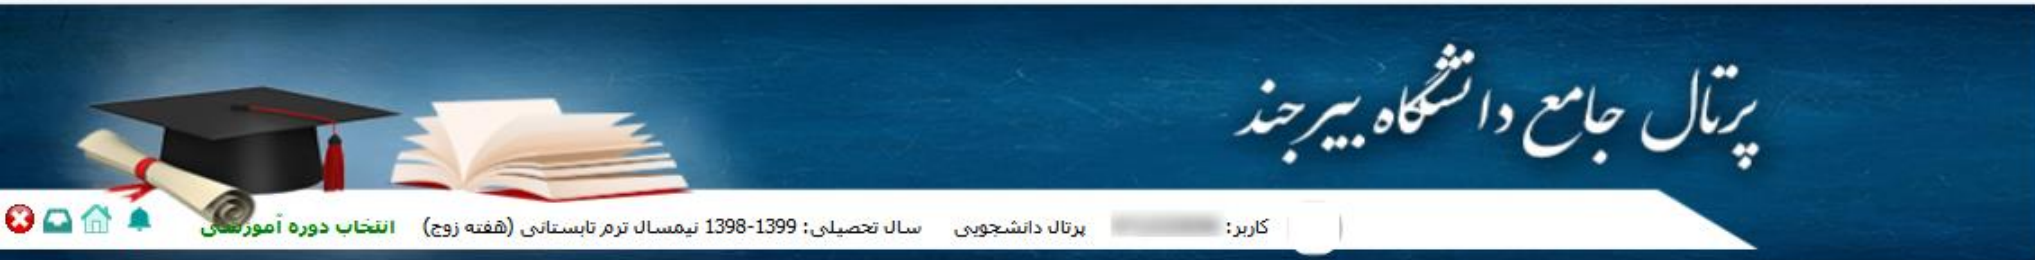 پرتال جامع دانشگاه بیرجند
کاربر: پرتال دانشجویی سال تحصیلی: 1399-1398 نیمسال ترم تابستانی (هفته زوج) انتخاب دوره آموزشی